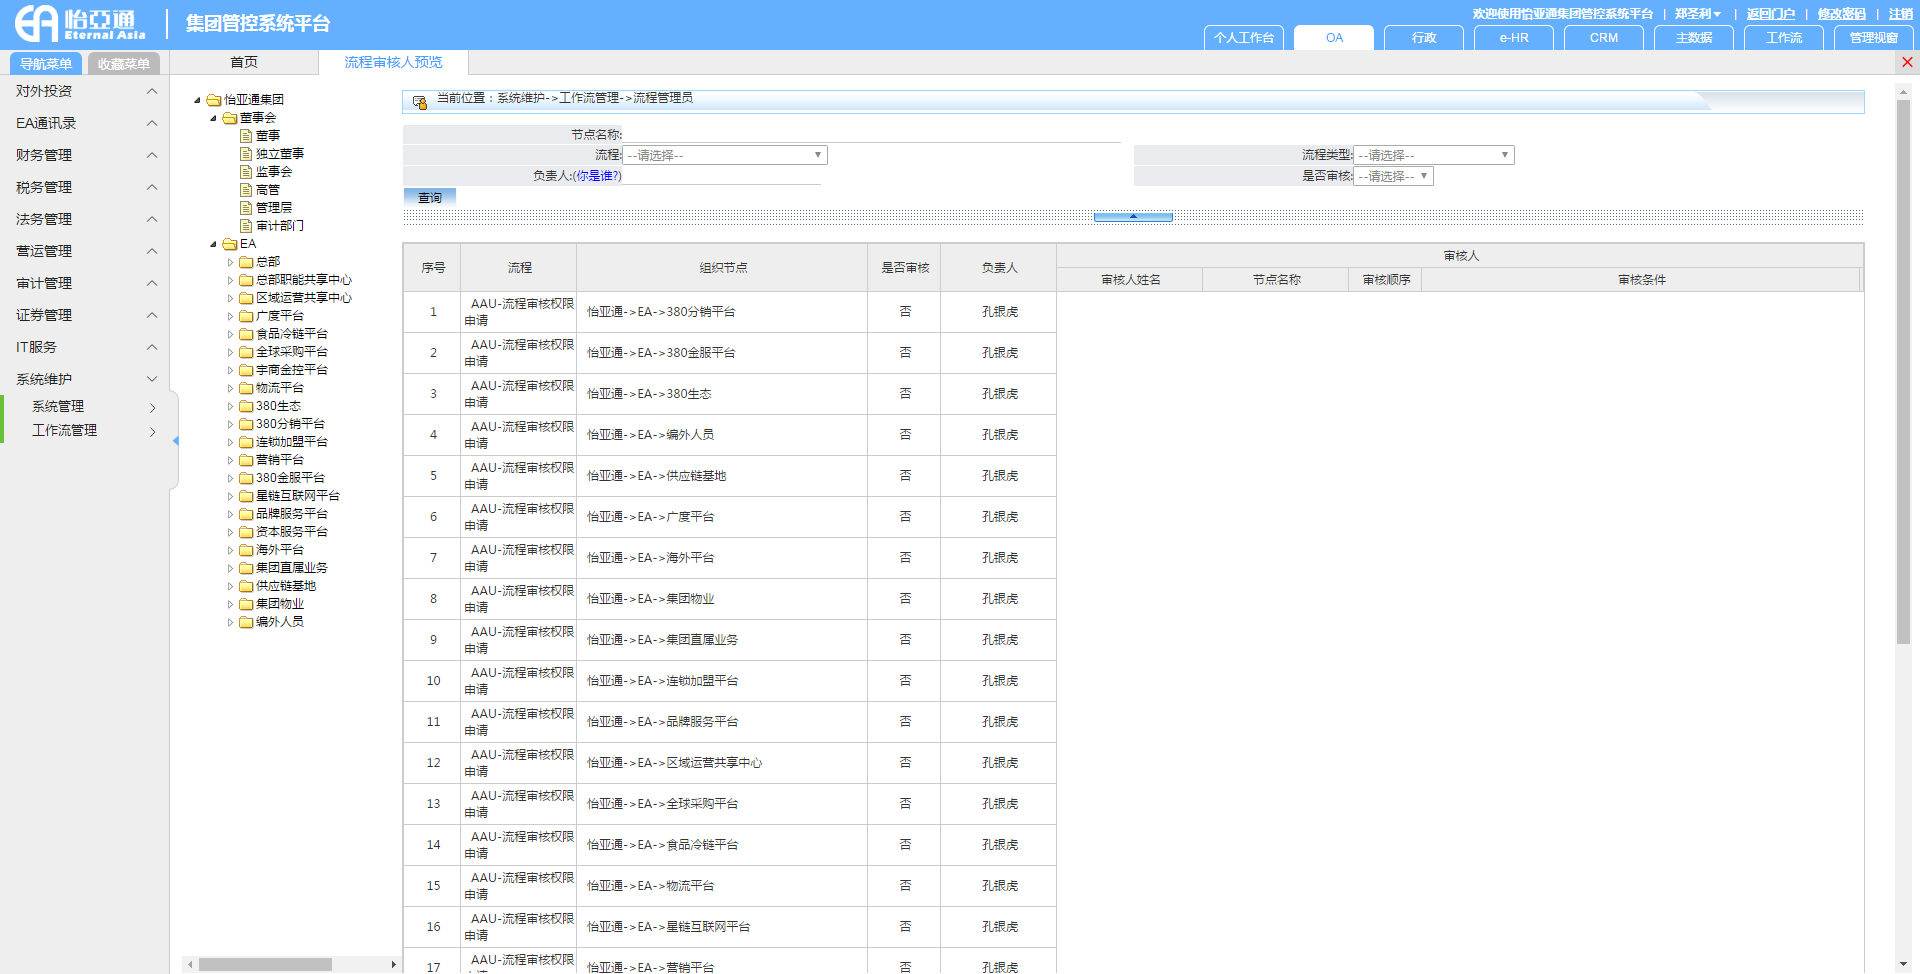 怡亞通
Eternal Asia
集团管控系统平台
欢迎使用怡亚通集团管控系统平台 | 郑圣利 | 返回门户 | 修改密码 | 注销
个人工作台 OA 行政 e-HR CRM 主数据 工作流 管理视窗
导航菜单 收藏菜单 首页 流程审核人预览
对外投资
EA通讯录
财务管理
税务管理
法务管理
营运管理
审计管理
证券管理
IT服务
系统维护
系统管理
工作流管理
怡亚通集团
董事会
董事
独立董事
监事会
高管
管理层
审计部门
EA
总部
总部职能共享中心
区域运营共享中心
广度平台
食品冷链平台
全球采购平台
宇商金控平台
物流平台
380生态
380分销平台
连锁加盟平台
营销平台
380金服平台
星链互联网平台
品牌服务平台
资本服务平台
海外平台
集团直属业务
供应链基地
集团物业
编外人员
当前位置：系统维护->工作流管理->流程管理员
节点名称:
流程: --请选择-- 流程类型: --请选择--
负责人:(你是谁?) 是否审核: --请选择--
查询
序号 流程 组织节点 是否审核 负责人 审核人
审核人姓名 节点名称 审核顺序 审核条件
1 AAU-流程审核权限申请 怡亚通->EA->380分销平台 否 孔银虎
2 AAU-流程审核权限申请 怡亚通->EA->380金服平台 否 孔银虎
3 AAU-流程审核权限申请 怡亚通->EA->380生态 否 孔银虎
4 AAU-流程审核权限申请 怡亚通->EA->编外人员 否 孔银虎
5 AAU-流程审核权限申请 怡亚通->EA->供应链基地 否 孔银虎
6 AAU-流程审核权限申请 怡亚通->EA->广度平台 否 孔银虎
7 AAU-流程审核权限申请 怡亚通->EA->海外平台 否 孔银虎
8 AAU-流程审核权限申请 怡亚通->EA->集团物业 否 孔银虎
9 AAU-流程审核权限申请 怡亚通->EA->集团直属业务 否 孔银虎
10 AAU-流程审核权限申请 怡亚通->EA->连锁加盟平台 否 孔银虎
11 AAU-流程审核权限申请 怡亚通->EA->品牌服务平台 否 孔银虎
12 AAU-流程审核权限申请 怡亚通->EA->区域运营共享中心 否 孔银虎
13 AAU-流程审核权限申请 怡亚通->EA->全球采购平台 否 孔银虎
14 AAU-流程审核权限申请 怡亚通->EA->食品冷链平台 否 孔银虎
15 AAU-流程审核权限申请 怡亚通->EA->物流平台 否 孔银虎
16 AAU-流程审核权限申请 怡亚通->EA->星链互联网平台 否 孔银虎
17 AAU-流程审核权限 怡亚通->EA->营销平台 否 孔银虎